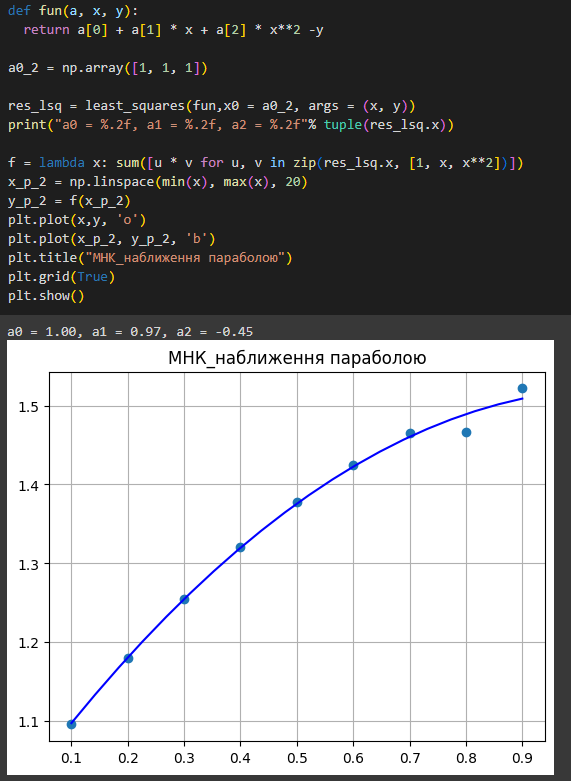 def fun(a, x, y):
  return a[0] + a[1] * x + a[2] * x**2 -y
a0_2 = np.array([1, 1, 1])
res_lsq = least_squares(fun,x0 = a0_2, args = (x, y))
print("a0 = %.2f, a1 = %.2f, a2 = %.2f"% tuple(res_lsq.x))
f = lambda x: sum([u * v for u, v in zip(res_lsq.x, [1, x, x**2])])
x_p_2 = np.linspace(min(x), max(x), 20)
y_p_2 = f(x_p_2)
plt.plot(x,y, 'o')
plt.plot(x_p_2, y_p_2, 'b')
plt.title("МНК_наближення параболою")
plt.grid(True)
plt.show()
a0 = 1.00, a1 = 0.97, a2 = -0.45
МНК_наближення параболою
1.5
1.4
1.3
1.2
1.1
0.1 0.2 0.3 0.4 0.5 0.6 0.7 0.8 0.9